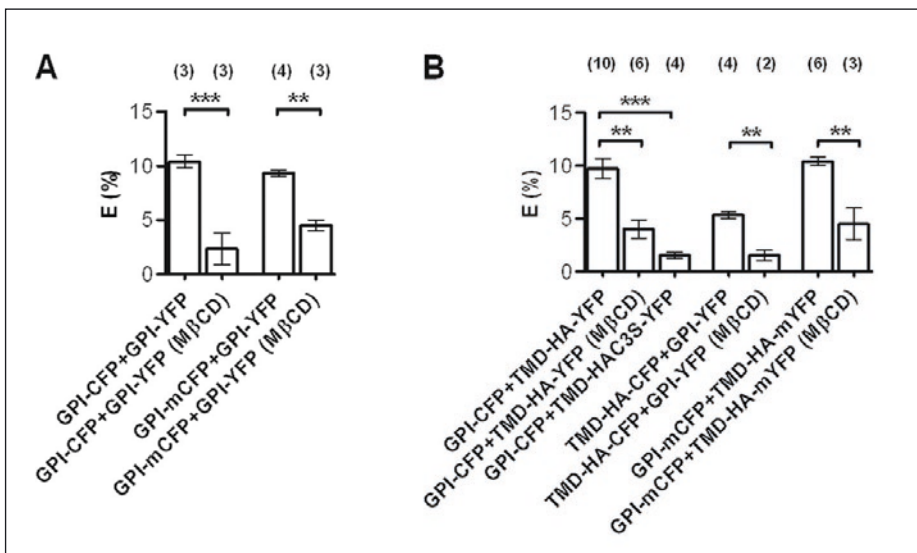 A
(3) (3) (4) (3)
*** **
15
10
5
0
E (%)
GPI-CFP+GPI-YFP
GPI-CFP+GPI-YFP (MβCD)
GPI-mCFP+GPI-YFP
GPI-mCFP+GPI-YFP (MβCD)
B
(10) (6) (4) (4) (2) (6) (3)
***
** ** **
15
10
5
0
E (%)
GPI-CFP+TMD-HA-YFP
GPI-CFP+TMD-HA-YFP (MβCD)
GPI-CFP+TMD-HAC3S-YFP
TMD-HA-CFP+GPI-YFP
TMD-HA-CFP+GPI-YFP (MβCD)
GPI-mCFP+TMD-HA-mYFP
GPI-mCFP+TMD-HA-mYFP (MβCD)